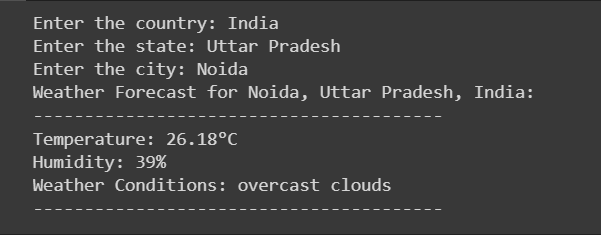 Enter the country: India
Enter the state: Uttar Pradesh
Enter the city: Noida
Weather Forecast for Noida, Uttar Pradesh, India:
----------------------------------------
Temperature: 26.18°C
Humidity: 39%
Weather Conditions: overcast clouds
----------------------------------------